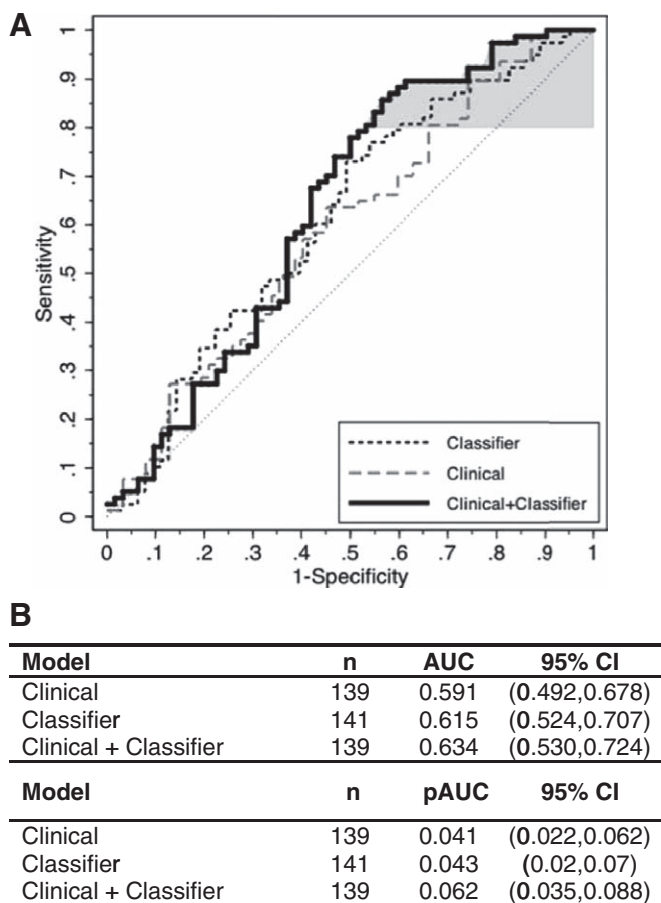 A
Sensitivity
1
.9
.8
.7
.6
.5
.4
.3
.2
.1
0
Classifier
Clinical
Clinical+Classifier
0 .1 .2 .3 .4 .5 .6 .7 .8 .9 1
1-Specificity
B
Model n AUC 95% CI
Clinical 139 0.591 (0.492,0.678)
Classifier 141 0.615 (0.524,0.707)
Clinical + Classifier 139 0.634 (0.530,0.724)
Model n pAUC 95% CI
Clinical 139 0.041 (0.022,0.062)
Classifier 141 0.043 (0.02,0.07)
Clinical + Classifier 139 0.062 (0.035,0.088)